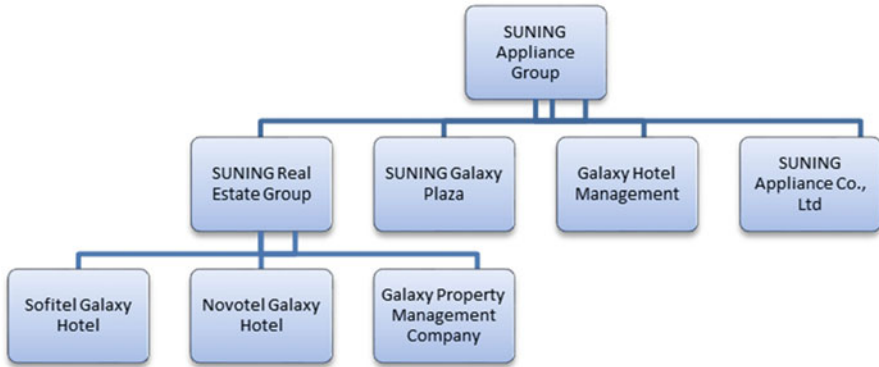 SUNING
Appliance
Group
SUNING Real
Estate Group
SUNING Galaxy
Plaza
Galaxy Hotel
Management
SUNING
Appliance Co.,
Ltd
Sofitel Galaxy
Hotel
Novotel Galaxy
Hotel
Galaxy Property
Management
Company